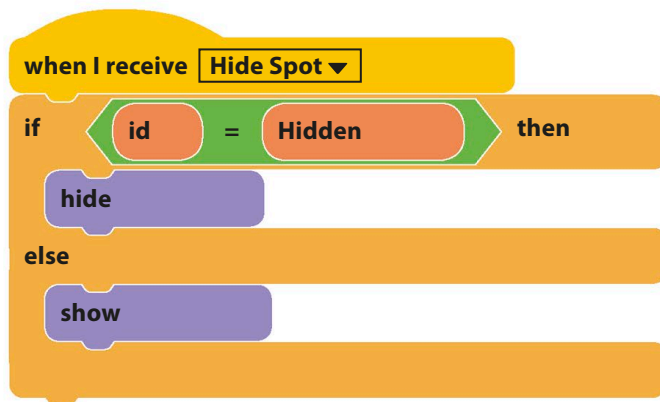 when I receive Hide Spot
if id = Hidden then
hide
else
show